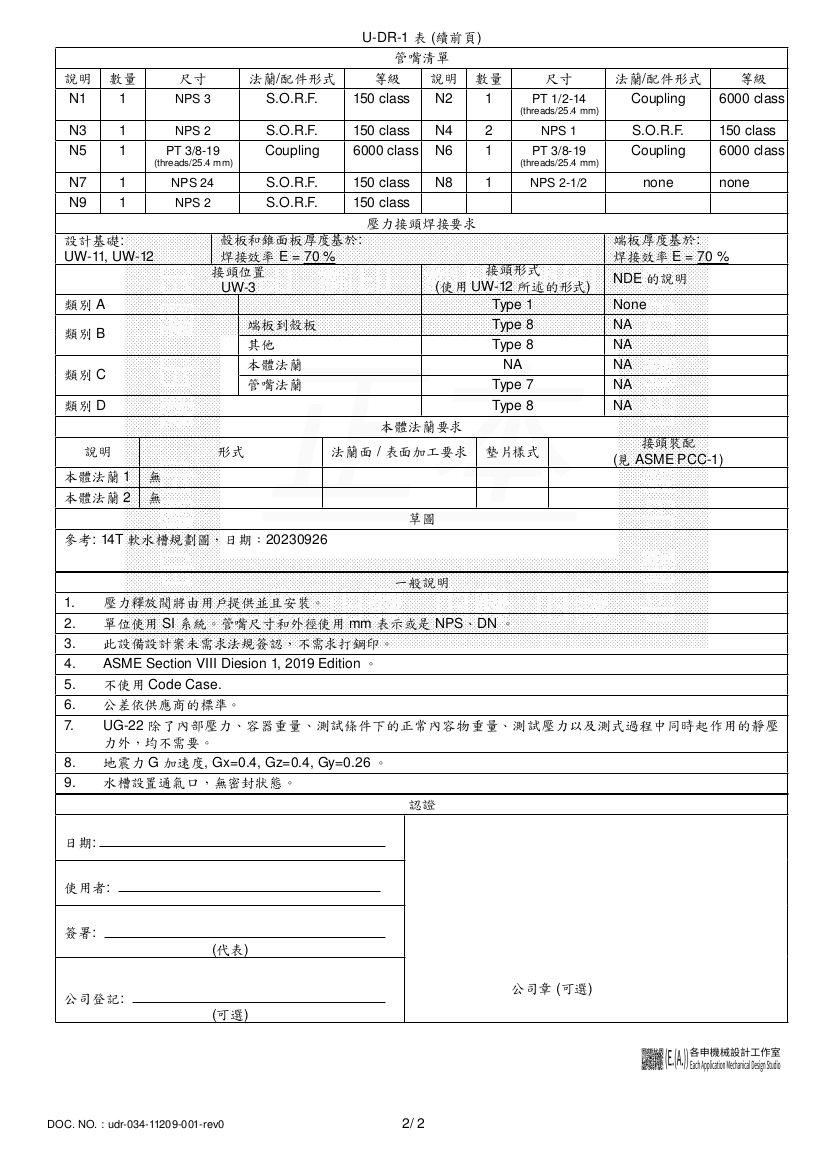 U-DR-1 表 (續前頁)
管嘴清單
說明 數量 尺寸 法蘭/配件形式 等級 說明 數量 尺寸 法蘭/配件形式 等級
N1 1 NPS 3 S.O.R.F. 150 class N2 1 PT 1/2-14 Coupling 6000 class
(threads/25.4 mm)
N3 1 NPS 2 S.O.R.F. 150 class N4 2 NPS 1 S.O.R.F. 150 class
N5 1 PT 3/8-19 Coupling 6000 class N6 1 PT 3/8-19 Coupling 6000 class
(threads/25.4 mm) (threads/25.4 mm)
N7 1 NPS 24 S.O.R.F. 150 class N8 1 NPS 2-1/2 none none
N9 1 NPS 2 S.O.R.F. 150 class
壓力接頭焊接要求
設計基礎: 殼板和錐面板厚度基於: 端板厚度基於:
UW-11, UW-12 焊接效率 E = 70 % 焊接效率 E = 70 %
接頭位置 接頭形式 NDE 的說明
UW-3 (使用 UW-12 所述的形式)
類別 A Type 1 None
類別 B 端板到殼板 Type 8 NA
其他 Type 8 NA
類別 C 本體法蘭 NA NA
管嘴法蘭 Type 7 NA
類別 D Type 8 NA
本體法蘭要求
說明 形式 法蘭面 / 表面加工要求 墊片樣式 接頭裝配
(見 ASME PCC-1)
本體法蘭 1 無
本體法蘭 2 無
草圖
參考: 14T 軟水槽規劃圖，日期：20230926
一般說明
1. 壓力釋放閥將由用戶提供並且安裝。
2. 單位使用 SI 系統。管嘴尺寸和外徑使用 mm 表示或是 NPS、DN 。
3. 此設備設計案未需求法規簽認，不需求打鋼印。
4. ASME Section VIII Diesion 1, 2019 Edition 。
5. 不使用 Code Case.
6. 公差依供應商的標準。
7. UG-22 除了內部壓力、容器重量、測試條件下的正常內容物重量、測試壓力以及測式過程中同時起作用的靜壓
力外，均不需要。
8. 地震力 G 加速度, Gx=0.4, Gz=0.4, Gy=0.26 。
9. 水槽設置通氣口，無密封狀態。
認證
日期:
使用者:
簽署:
(代表)
公司登記:
(可選)
公司章 (可選)
(E.(A.)) 各申機械設計工作室
Each Application Mechanical Design Studio
DOC. NO. : udr-034-11209-001-rev0 2/ 2
正本